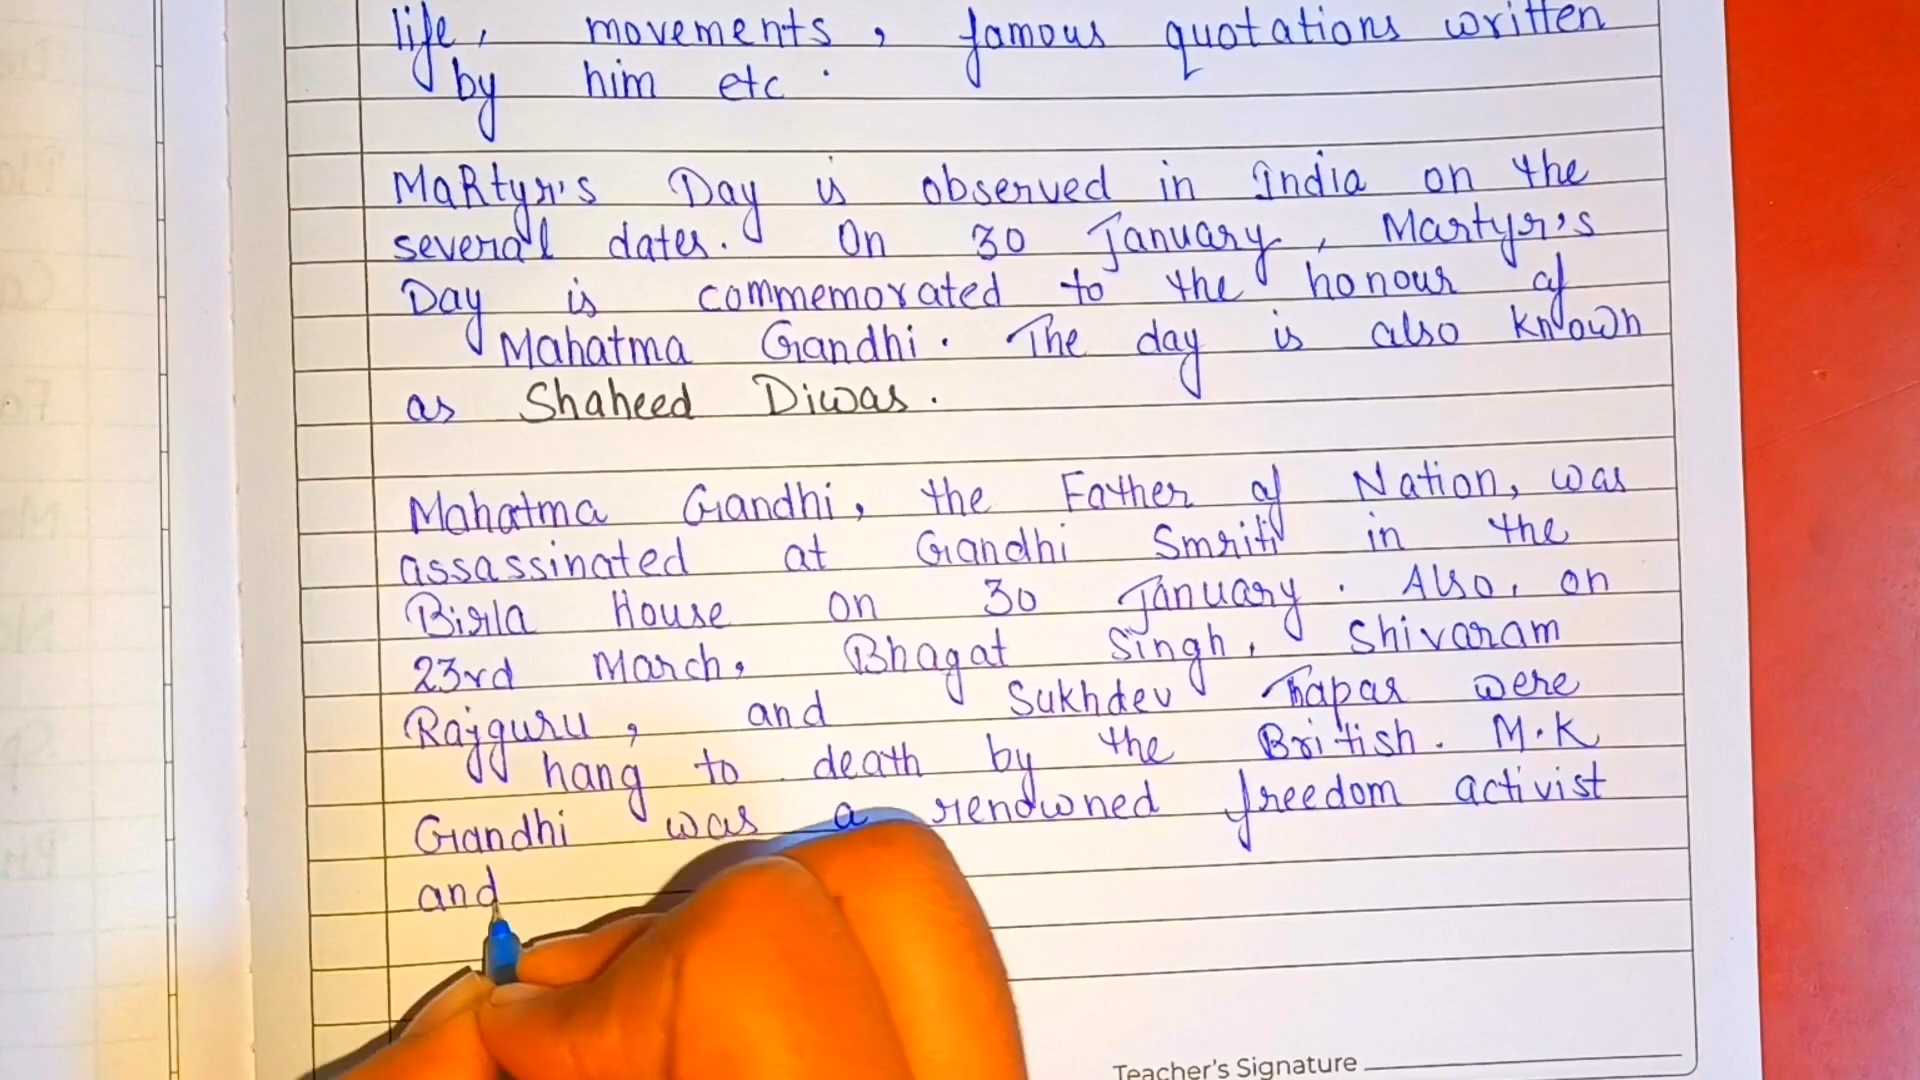 life, movements, famous quotations written
by him etc.
MaRtyr's Day is observed in India on the
several dates. On 30 January, Martyr's
Day is commemorated to the honour of
Mahatma Gandhi. The day is also known
as Shaheed Diwas.
Mahatma Gandhi, the Father of Nation, was
assassinated at Gandhi Smriti in the
Birla House on 30 January. Also, on
23rd March, Bhagat Singh, Shivaram
Rajguru, and Sukhdev Thapar were
hang to death by the British. M.K
Gandhi was a renowned freedom activist
and
Teacher's Signature